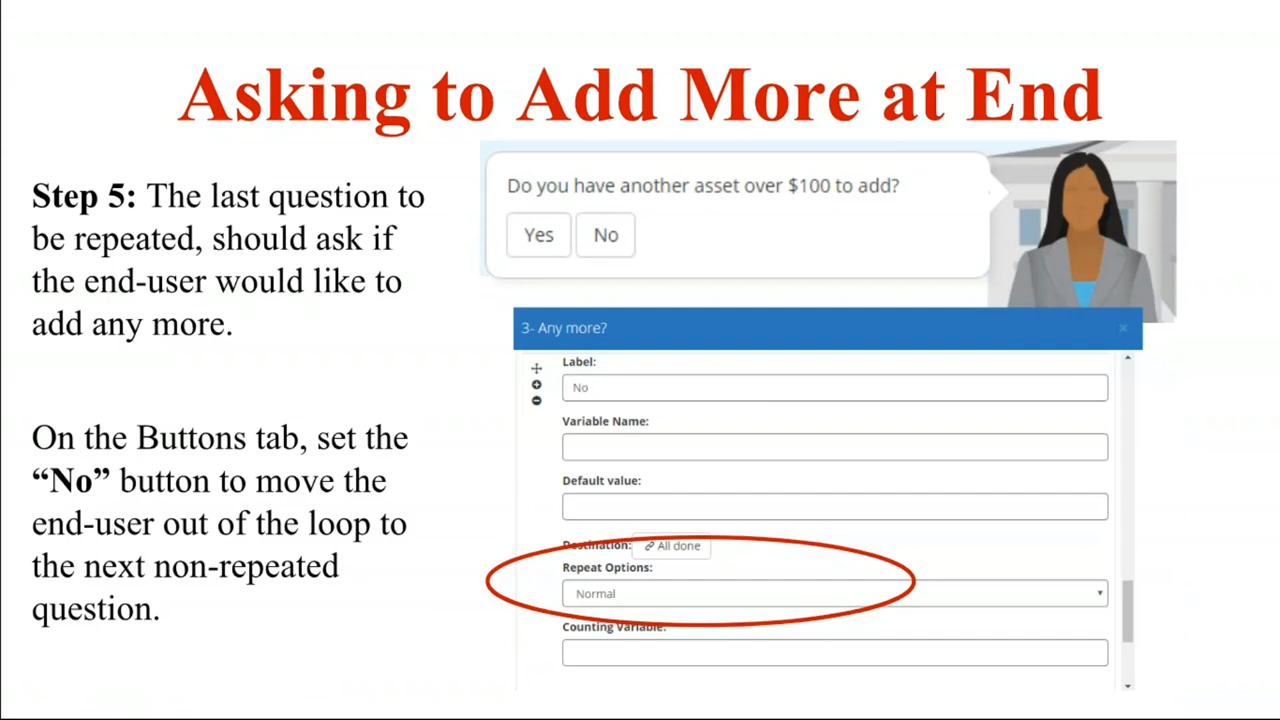 Asking to Add More at End
Step 5: The last question to
be repeated, should ask if
the end-user would like to
add any more.
On the Buttons tab, set the
“No” button to move the
end-user out of the loop to
the next non-repeated
question.
Do you have another asset over $100 to add?
Yes No
3- Any more?
Label:
No
Variable Name:
Default value:
Destination: All done
Repeat Options:
Normal
Counting Variable: